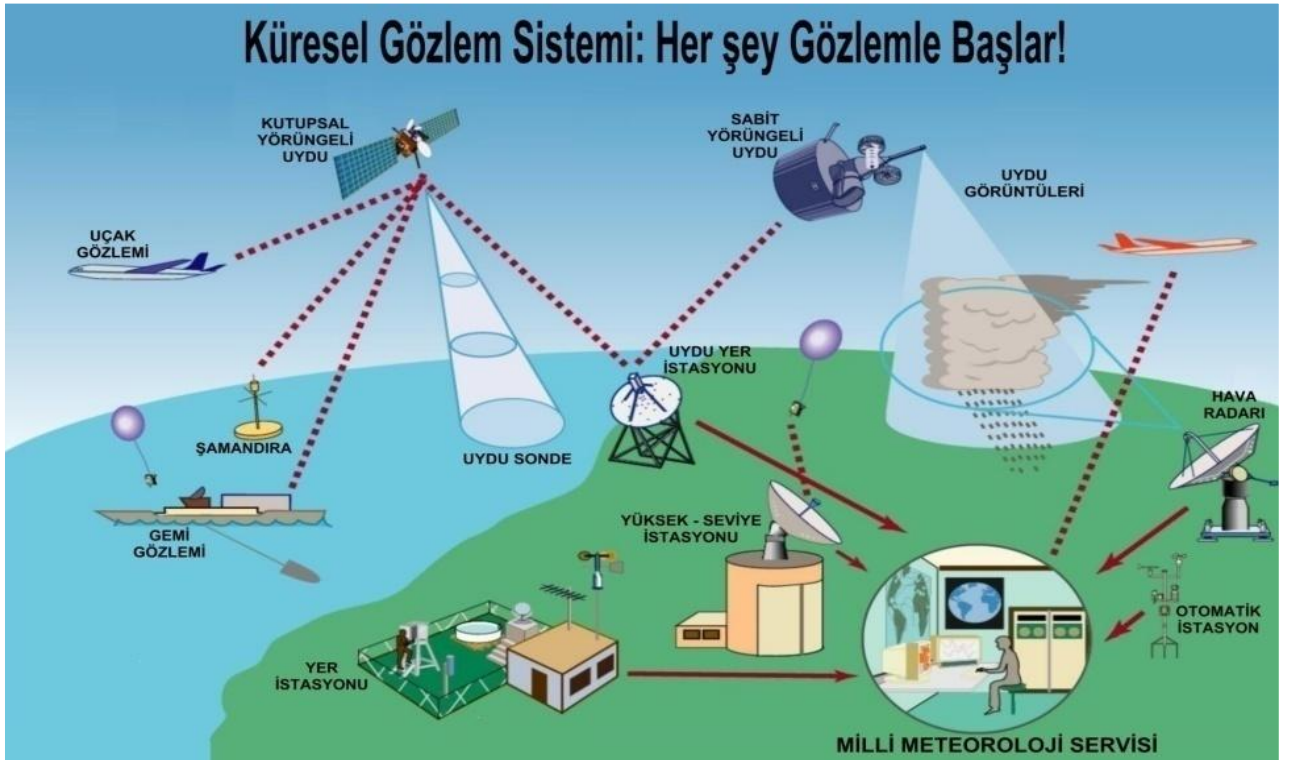 Küresel Gözlem Sistemi: Her şey Gözlemle Başlar!
KUTUPSAL
YÖRÜNGELİ
UYDU
SABİT
YÖRÜNGELİ
UYDU
UYDU
GÖRÜNTÜLERİ
UÇAK
GÖZLEMİ
UYDU YER
İSTASYONU
HAVA
RADARI
ŞAMANDIRA
UYDU SONDE
GEMİ
GÖZLEMİ
YÜKSEK - SEVİYE
İSTASYONU
OTOMATİK
İSTASYON
YER
İSTASYONU
MİLLİ METEOROLOJİ SERVİSİ